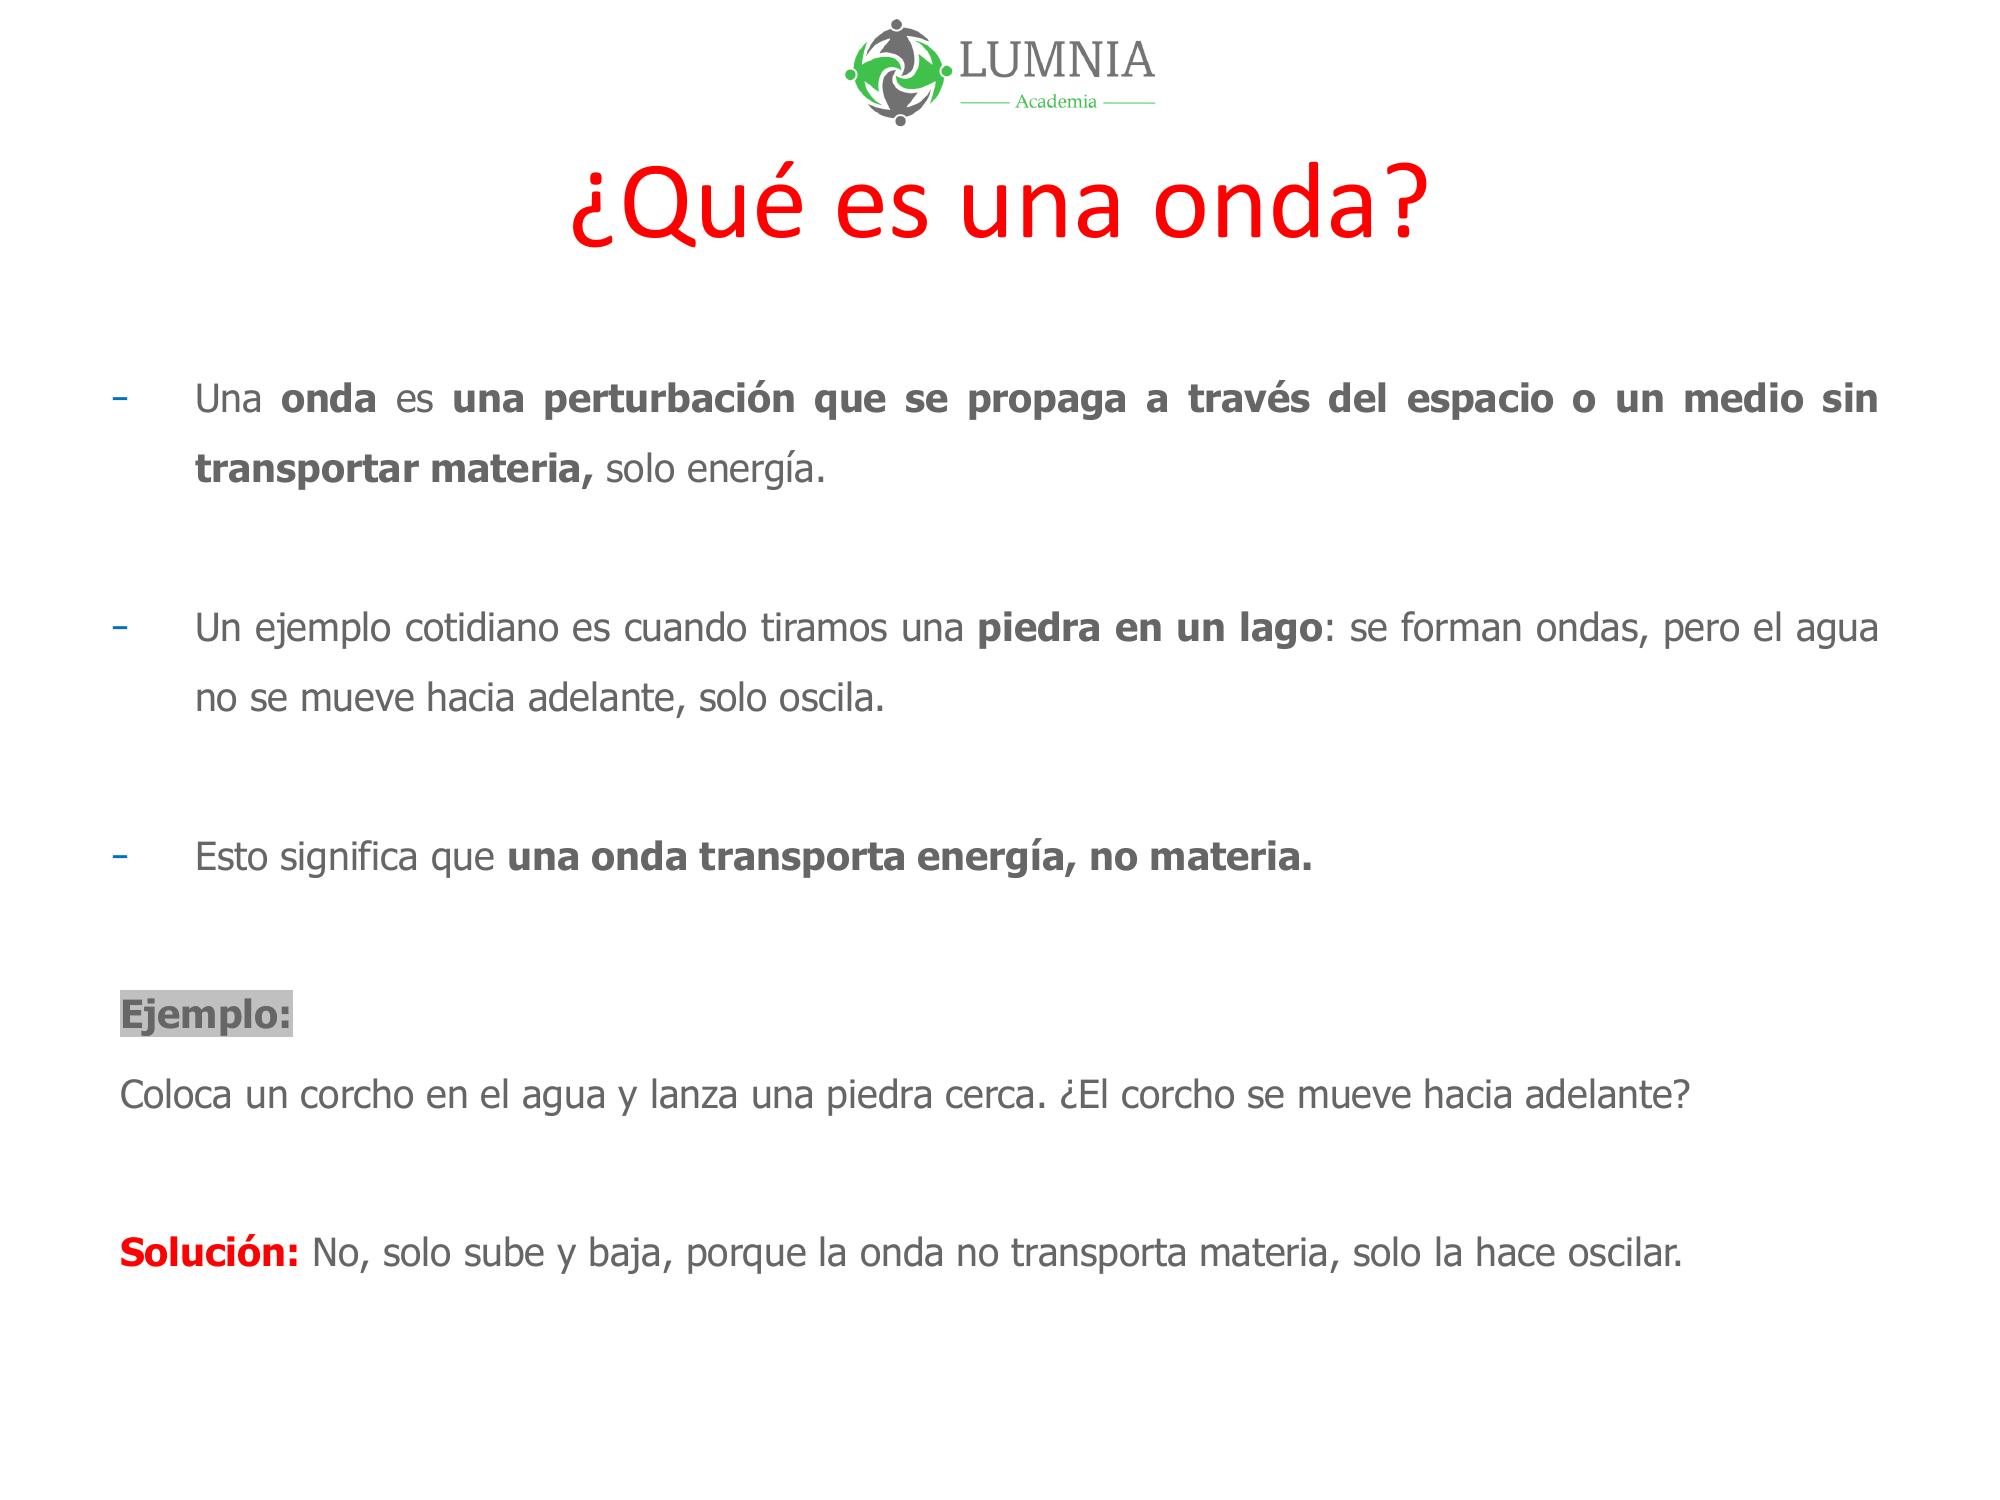 LUMNIA
Academia
¿Qué es una onda?
- Una onda es una perturbación que se propaga a través del espacio o un medio sin
transportar materia, solo energía.
- Un ejemplo cotidiano es cuando tiramos una piedra en un lago: se forman ondas, pero el agua
no se mueve hacia adelante, solo oscila.
- Esto significa que una onda transporta energía, no materia.
Ejemplo:
Coloca un corcho en el agua y lanza una piedra cerca. ¿El corcho se mueve hacia adelante?
Solución: No, solo sube y baja, porque la onda no transporta materia, solo la hace oscilar.